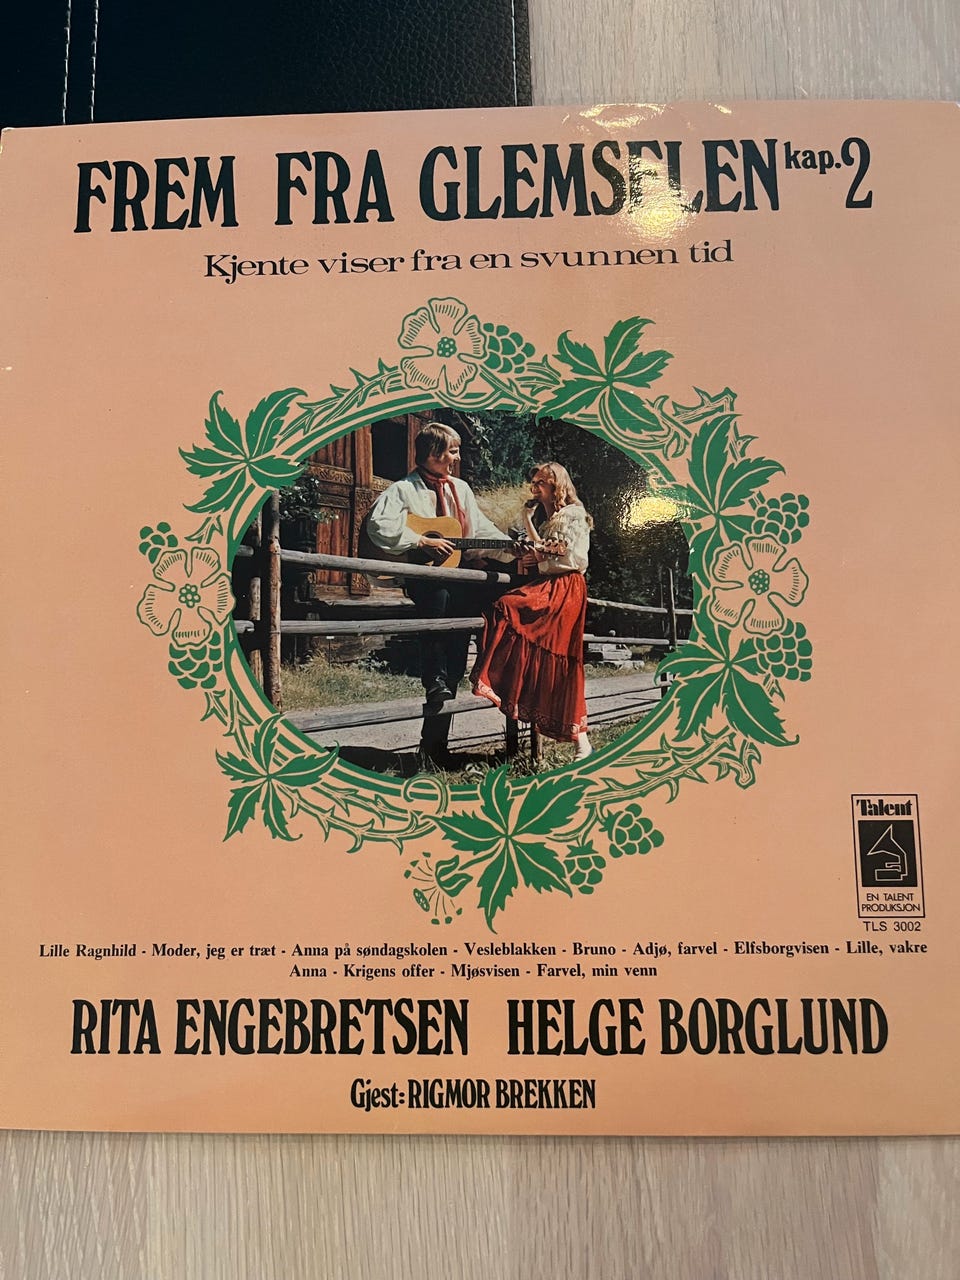 FREM FRA GLEMSELEN kap.2
Kjente viser fra en svunnen tid
Talent
EN TALENT
PRODUKSJON
TLS 3002
Lille Ragnhild - Moder, jeg er træt - Anna på søndagskolen - Vesleblakken - Bruno - Adjø, farvel - Elfsborgvisen - Lille, vakre
Anna - Krigens offer - Mjøsvisen - Farvel, min venn
RITA ENGEBRETSEN HELGE BORGLUND
Gjest: RIGMOR BREKKEN